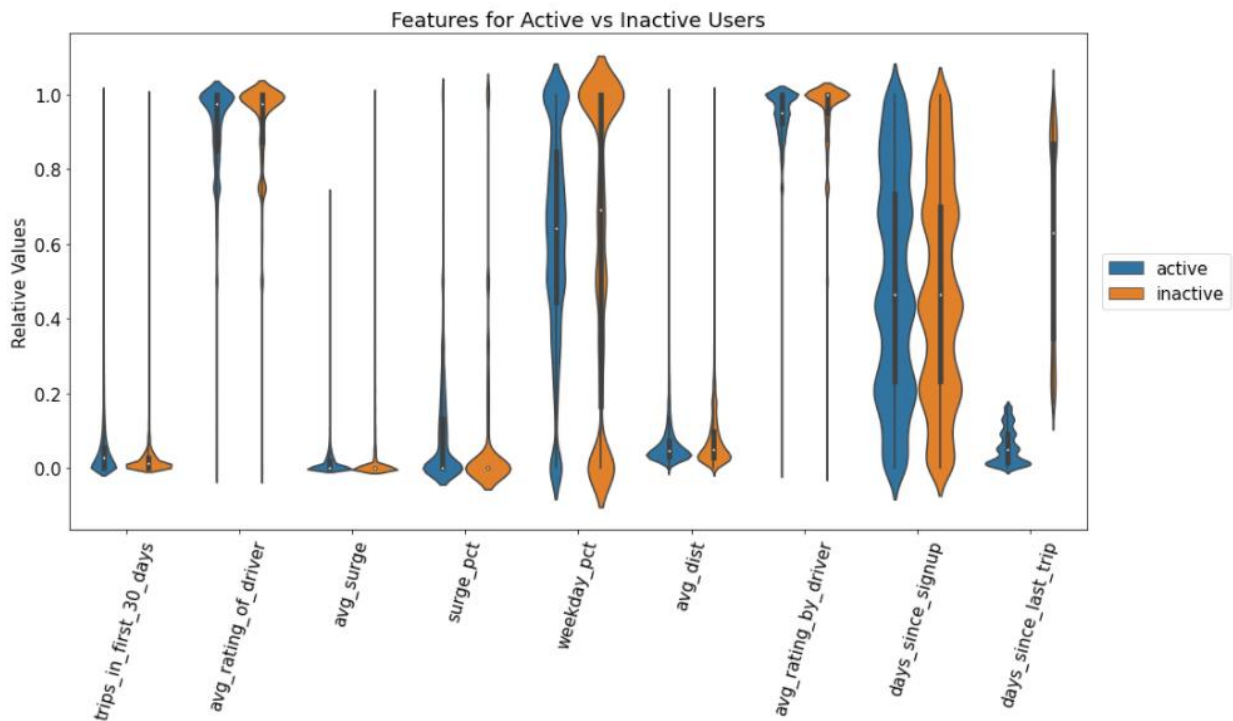 Features for Active vs Inactive Users
Relative Values
1.0
0.8
0.6
0.4
0.2
0.0
trips_in_first_30_days
avg_rating_of_driver
avg_surge
surge_pct
weekday_pct
avg_dist
avg_rating_by_driver
days_since_signup
days_since_last_trip
active
inactive